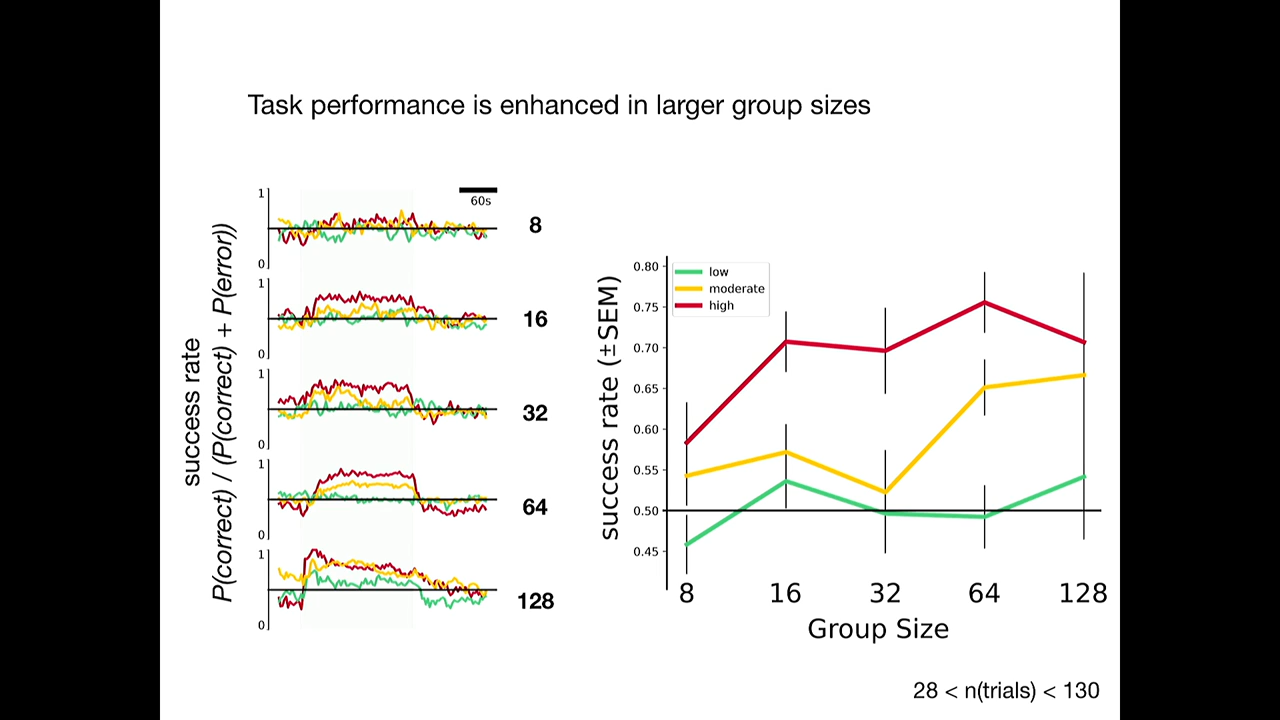 Task performance is enhanced in larger group sizes
success rate
P(correct) / (P(correct) + P(error))
60s
1
0
8
1
0
16
1
0
32
1
0
64
1
0
128
success rate (±SEM)
low
moderate
high
0.80
0.75
0.70
0.65
0.60
0.55
0.50
0.45
8 16 32 64 128
Group Size
28 < n(trials) < 130